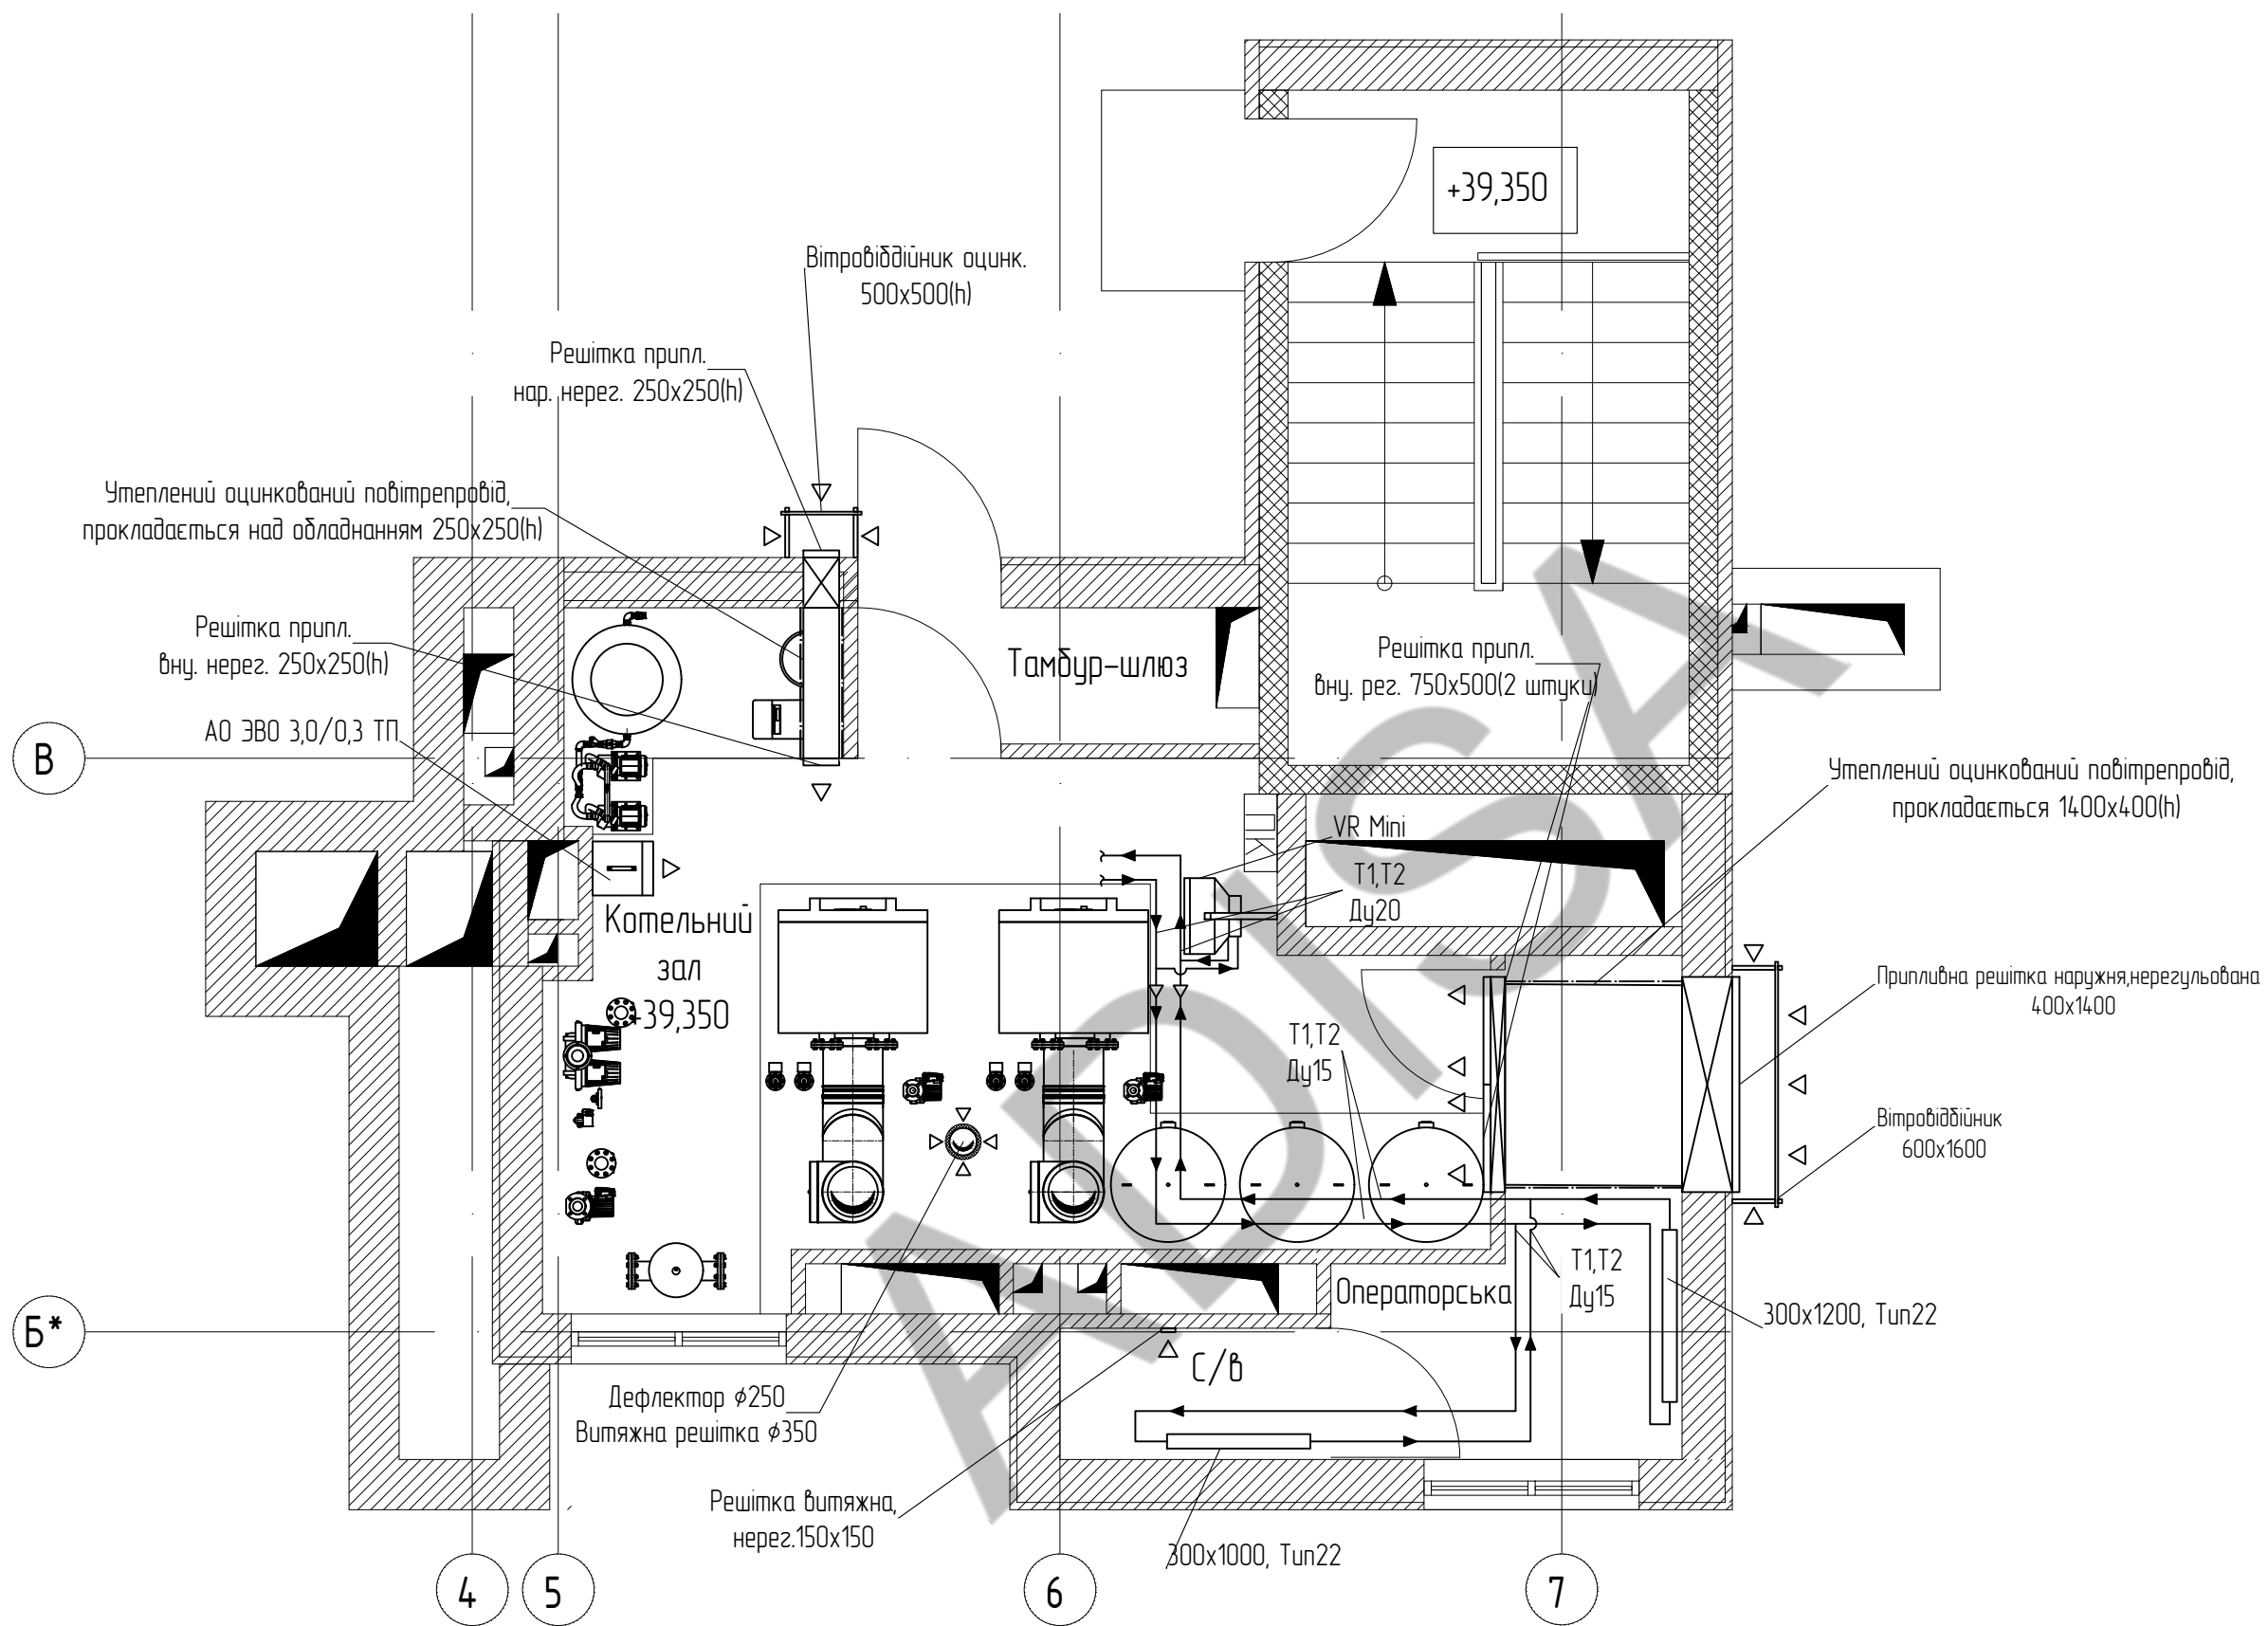 +39,350
Вітровіддійник оцинк.
500х500(h)
Решітка припл.
нар. нерег. 250х250(h)
Утеплений оцинкований повітрепровід,
прокладається над обладнанням 250х250(h)
Решітка припл.
вну. нерег. 250х250(h)
АО ЭВО 3,0/0,3 ТП
Тамбур-шлюз
Решітка припл.
вну. рег. 750х500(2 штуки)
В
Утеплений оцинкований повітрепровід,
прокладається 1400х400(h)
VR Mini
Т1,Т2
Ду20
Котельний
зал
+39,350
Припливна решітка наружня,нерегульована
400х1400
Т1,Т2
Ду15
Вітровідбійник
600х1600
Операторська
Т1,Т2
Ду15
300х1200, Тип22
Б*
С/в
Дефлектор ⌀250
Витяжна решітка ⌀350
Решітка витяжна,
нерег.150х150
300х1000, Тип22
4
5
6
7
ADISA